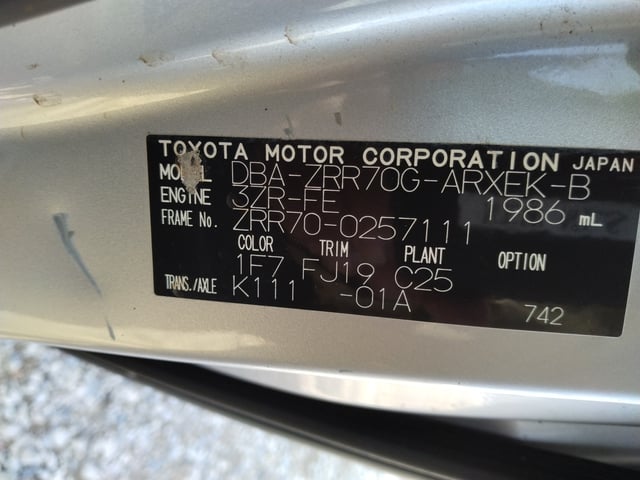 TOYOTA MOTOR CORPORATION JAPAN
MODEL DBA-ZRR70G-ARXEK-B
ENGINE 3ZR-FE 1986 mL
FRAME No. ZRR70-0257111
COLOR TRIM PLANT OPTION
1F7 FJ19 C25
TRANS./AXLE K111 -01A
742